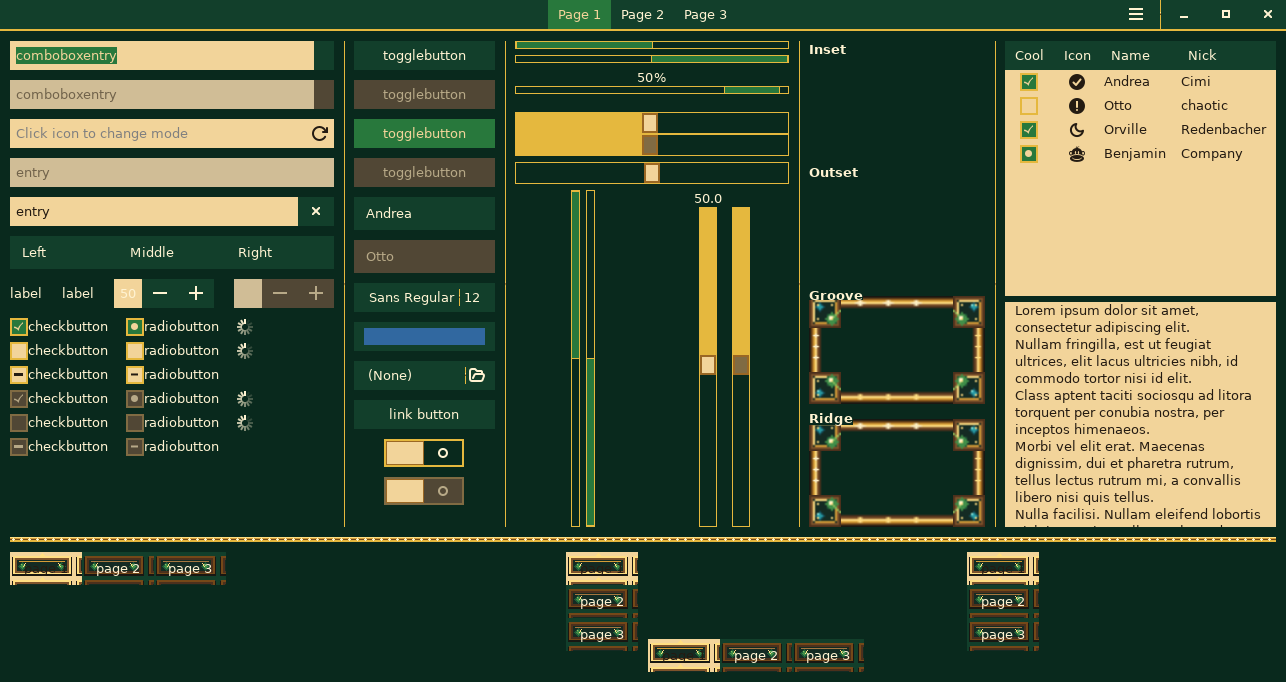 Page 1 Page 2 Page 3
comboboxentry
comboboxentry
Click icon to change mode
entry
entry
Left Middle Right
label label 50
checkbutton radiobutton
checkbutton radiobutton
checkbutton radiobutton
checkbutton radiobutton
checkbutton radiobutton
checkbutton radiobutton
togglebutton
togglebutton
togglebutton
togglebutton
Andrea
Otto
Sans Regular 12
(None)
link button
50%
50.0
Inset
Outset
Groove
Ridge
Cool Icon Name Nick
Andrea Cimi
Otto chaotic
Orville Redenbacher
Benjamin Company
Lorem ipsum dolor sit amet,
consectetur adipiscing elit.
Nullam fringilla, est ut feugiat
ultrices, elit lacus ultricies nibh, id
commodo tortor nisi id elit.
Class aptent taciti sociosqu ad litora
torquent per conubia nostra, per
inceptos himenaeos.
Morbi vel elit erat. Maecenas
dignissim, dui et pharetra rutrum,
tellus lectus rutrum mi, a convallis
libero nisi quis tellus.
Nulla facilisi. Nullam eleifend lobortis
page 2 page 3
page 2
page 3
page 2 page 3
page 2
page 3